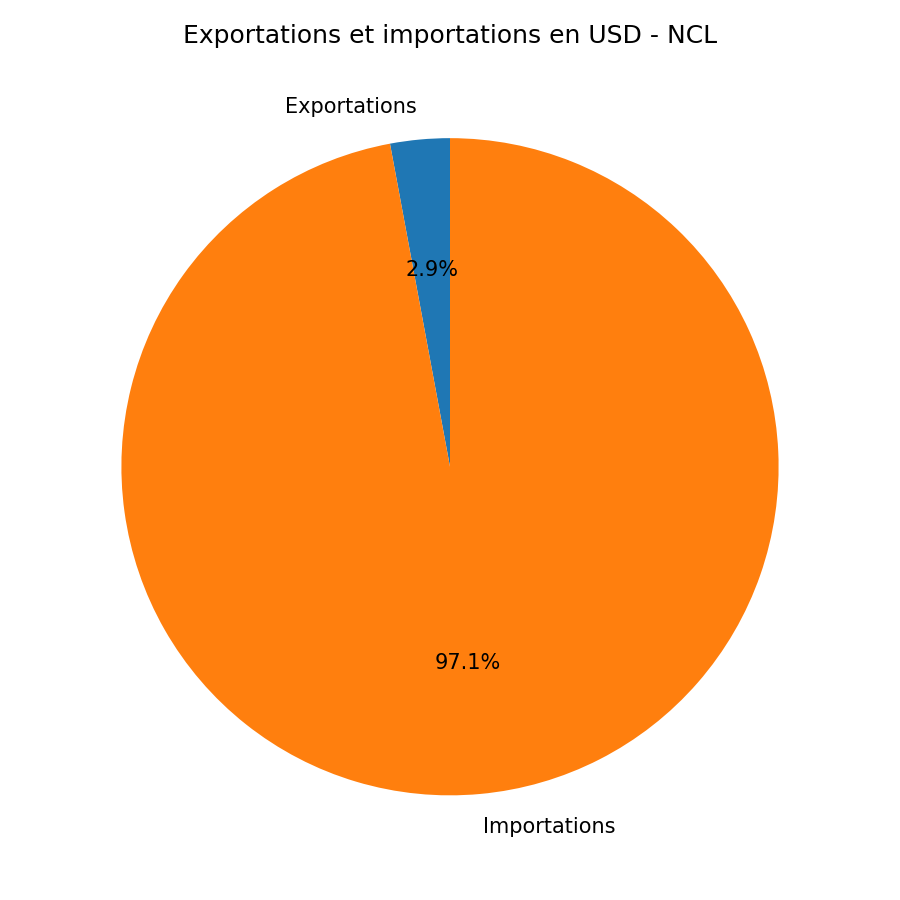 Exportations et importations en USD - NCL
Exportations
2.9%
97.1%
Importations